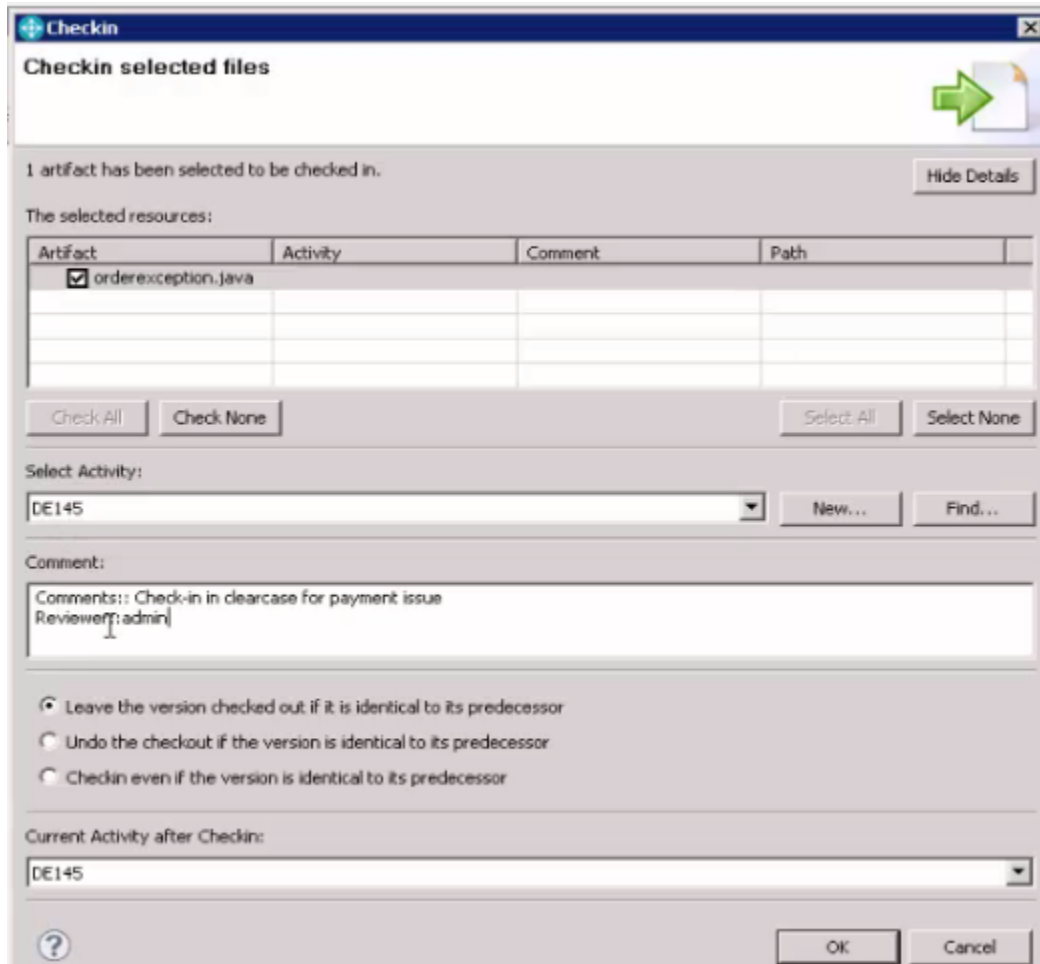 Checkin
Checkin selected files
1 artifact has been selected to be checked in.
Hide Details
The selected resources:
Artifact Activity Comment Path
orderexception.java
Check All Check None Select All Select None
Select Activity:
DE145 New... Find...
Comment:
Comments:: Check-in in clearcase for payment issue
Reviewer::admin
Leave the version checked out if it is identical to its predecessor
Undo the checkout if the version is identical to its predecessor
Checkin even if the version is identical to its predecessor
Current Activity after Checkin:
DE145
? OK Cancel